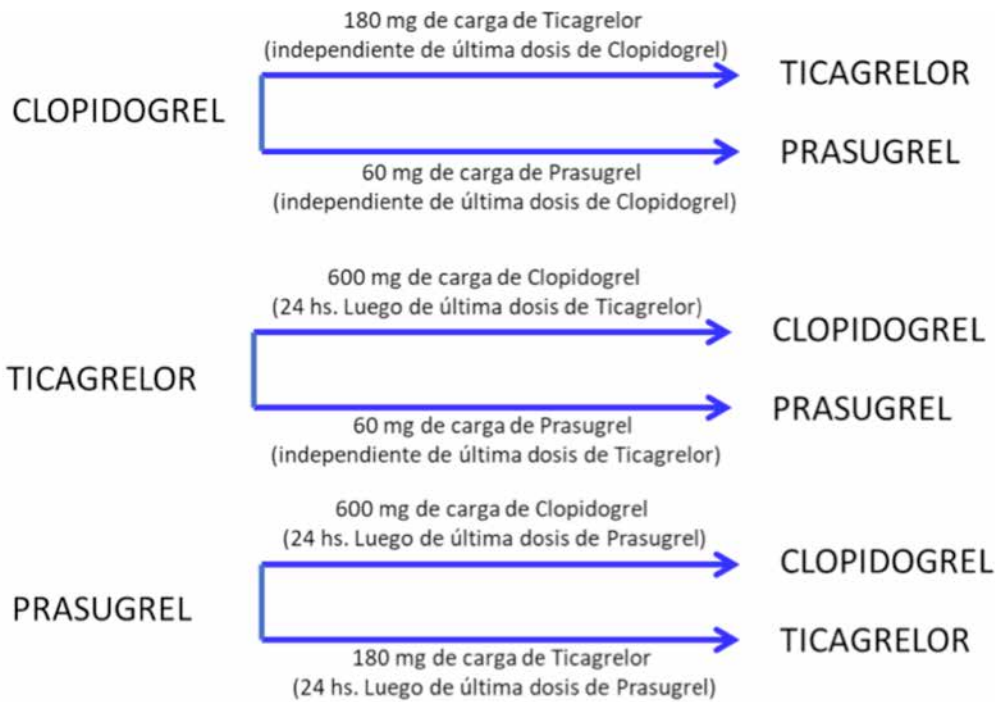 180 mg de carga de Ticagrelor
(independiente de última dosis de Clopidogrel)
TICAGRELOR
CLOPIDOGREL
PRASUGREL
60 mg de carga de Prasugrel
(independiente de última dosis de Clopidogrel)
600 mg de carga de Clopidogrel
(24 hs. Luego de última dosis de Ticagrelor)
CLOPIDOGREL
TICAGRELOR
PRASUGREL
60 mg de carga de Prasugrel
(independiente de última dosis de Ticagrelor)
600 mg de carga de Clopidogrel
(24 hs. Luego de última dosis de Prasugrel)
CLOPIDOGREL
PRASUGREL
TICAGRELOR
180 mg de carga de Ticagrelor
(24 hs. Luego de última dosis de Prasugrel)